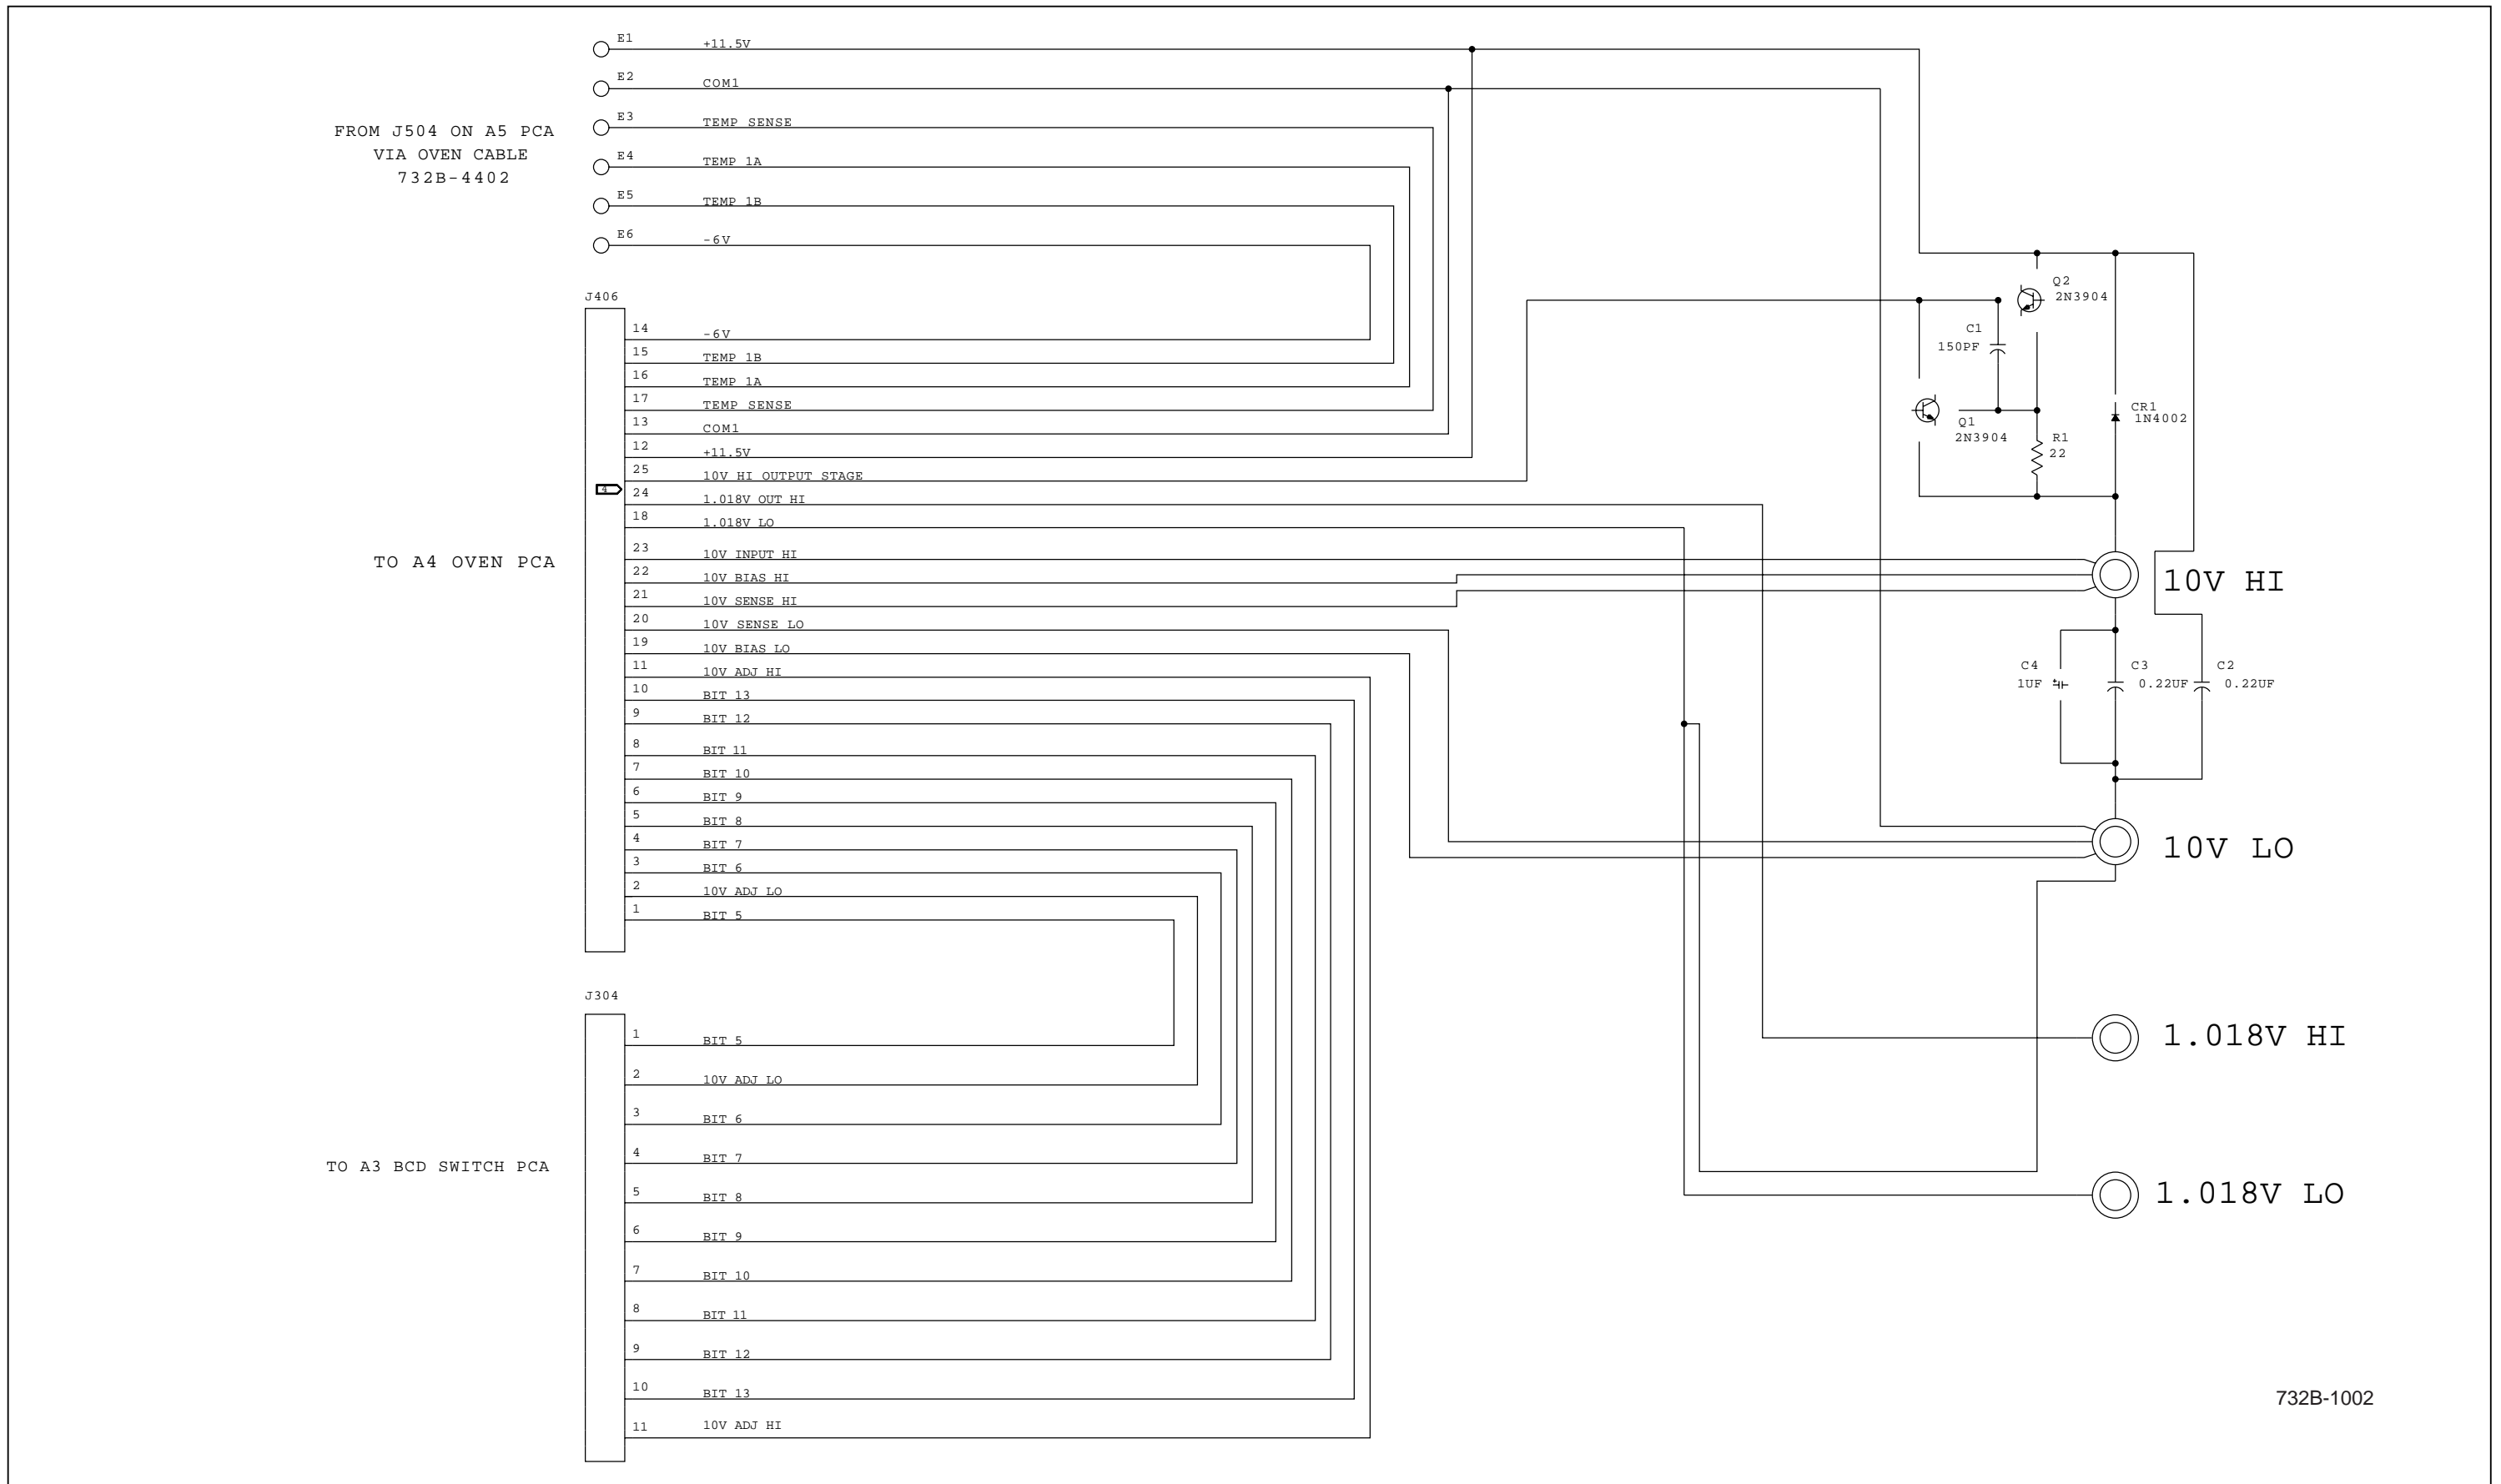 E1 +11.5V
E2 COM1
E3 TEMP SENSE
E4 TEMP 1A
E5 TEMP 1B
E6 -6V
FROM J504 ON A5 PCA
VIA OVEN CABLE
732B-4402
J406
14 -6V
15 TEMP 1B
16 TEMP 1A
17 TEMP SENSE
13 COM1
12 +11.5V
25 10V HI OUTPUT STAGE
4
24 1.018V OUT HI
18 1.018V LO
23 10V INPUT HI
22 10V BIAS HI
21 10V SENSE HI
20 10V SENSE LO
19 10V BIAS LO
11 10V ADJ HI
10 BIT 13
9 BIT 12
8 BIT 11
7 BIT 10
6 BIT 9
5 BIT 8
4 BIT 7
3 BIT 6
2 10V ADJ LO
1 BIT 5
TO A4 OVEN PCA
J304
1 BIT 5
2 10V ADJ LO
3 BIT 6
4 BIT 7
5 BIT 8
6 BIT 9
7 BIT 10
8 BIT 11
9 BIT 12
10 BIT 13
11 10V ADJ HI
TO A3 BCD SWITCH PCA
Q2
2N3904
C1
150PF
Q1
2N3904
R1
22
CR1
1N4002
10V HI
C4
1UF
+
C3
0.22UF
C2
0.22UF
10V LO
1.018V HI
1.018V LO
732B-1002